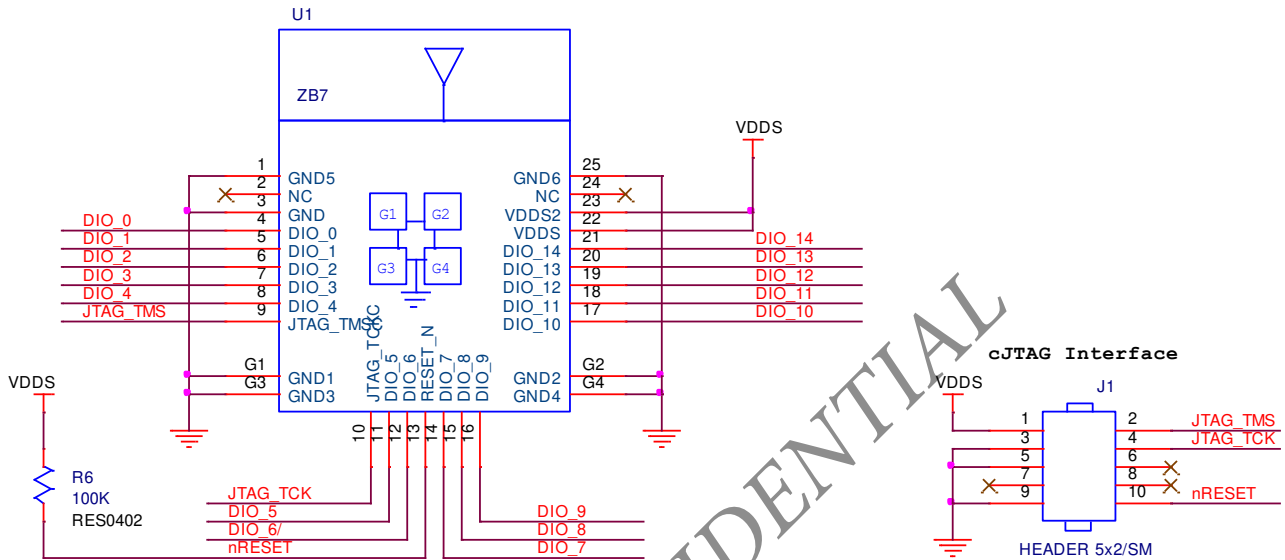 U1
ZB7
VDDS
1 GND5
2 NC
3 GND
DIO_0 4 DIO_0
DIO_1 5 DIO_1
DIO_2 6 DIO_2
DIO_3 7 DIO_3
DIO_4 8 DIO_4
JTAG_TMS 9 JTAG_TMSC
G1 GND1
G3 GND3
G1 G2
G3 G4
25 GND6
24 NC
23 VDDS2
22 VDDS
21 DIO_14 DIO_14
20 DIO_13 DIO_13
19 DIO_12 DIO_12
18 DIO_11 DIO_11
17 DIO_10 DIO_10
G2 GND2
G4 GND4
JTAG_TCKC
DIO_5
DIO_6
RESET_N
DIO_7
DIO_8
DIO_9
10 11 12 13 14 15 16
VDDS
R6
100K
RES0402
JTAG_TCK
DIO_5
DIO_6/
nRESET
DIO_9
DIO_8
DIO_7
cJTAG Interface
VDDS
J1
1 2 JTAG_TMS
3 4 JTAG_TCK
5 6
7 8
9 10 nRESET
HEADER 5x2/SM